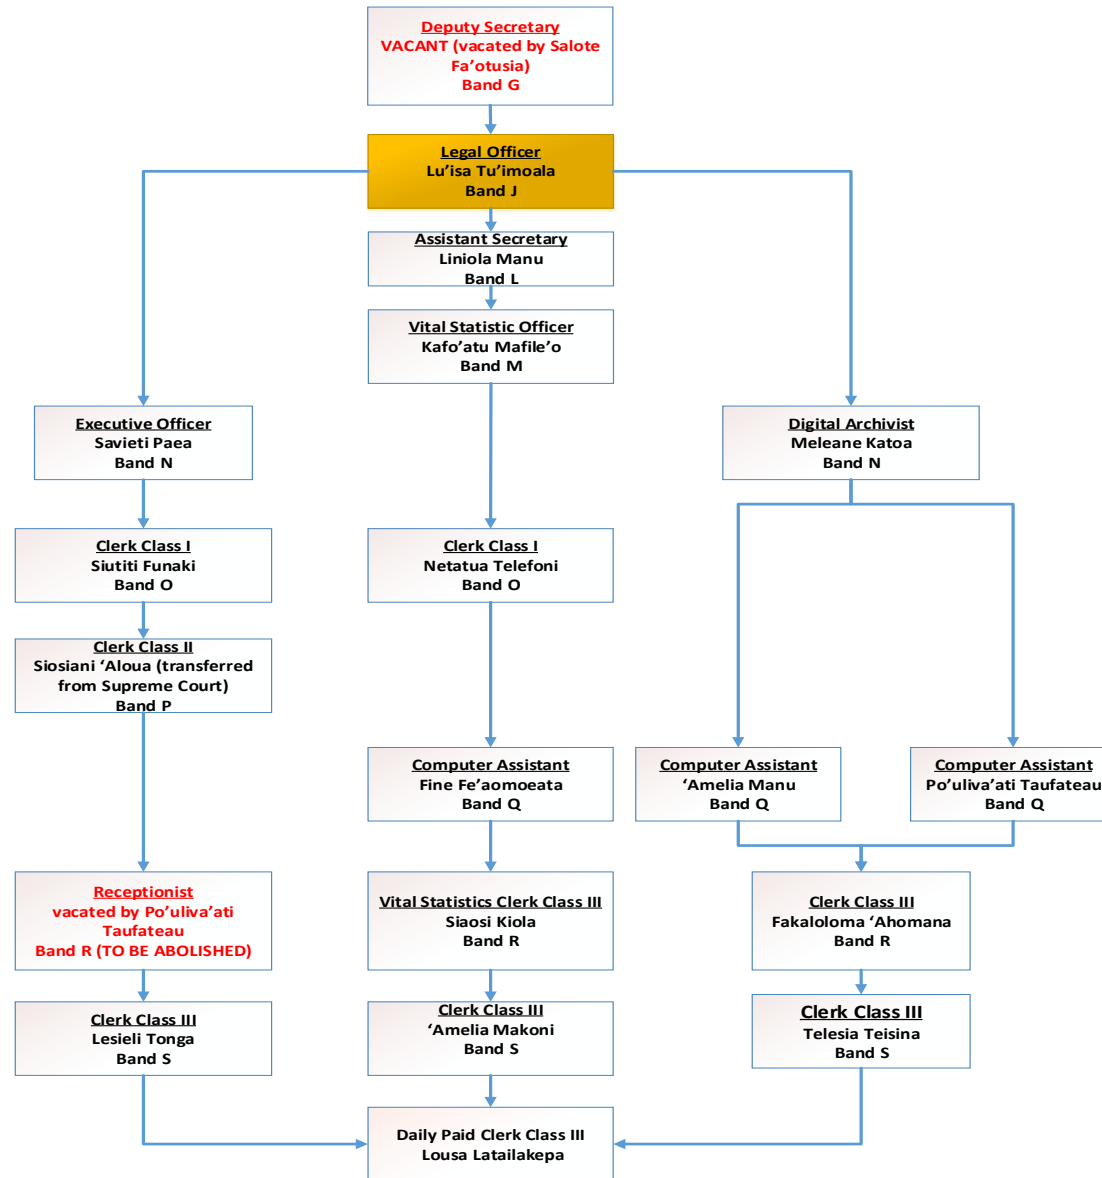 Deputy Secretary
VACANT (vacated by Salote
Fa’otusia)
Band G
Legal Officer
Lu’isa Tu’imoala
Band J
Assistant Secretary
Liniola Manu
Band L
Vital Statistic Officer
Kafo’atu Mafile’o
Band M
Executive Officer
Savieti Paea
Band N
Digital Archivist
Meleane Katoa
Band N
Clerk Class I
Siutiti Funaki
Band O
Clerk Class I
Netatua Telefoni
Band O
Clerk Class II
Siosiani ‘Aloua (transferred
from Supreme Court)
Band P
Computer Assistant
Fine Fe’aomoeata
Band Q
Computer Assistant
‘Amelia Manu
Band Q
Computer Assistant
Po’uliva’ati Taufateau
Band Q
Receptionist
vacated by Po’uliva’ati
Taufateau
Band R (TO BE ABOLISHED)
Vital Statistics Clerk Class III
Siaosi Kiola
Band R
Clerk Class III
Fakaloloma ‘Ahomana
Band R
Clerk Class III
Lesieli Tonga
Band S
Clerk Class III
‘Amelia Makoni
Band S
Clerk Class III
Telesia Teisina
Band S
Daily Paid Clerk Class III
Lousa Latailakepa